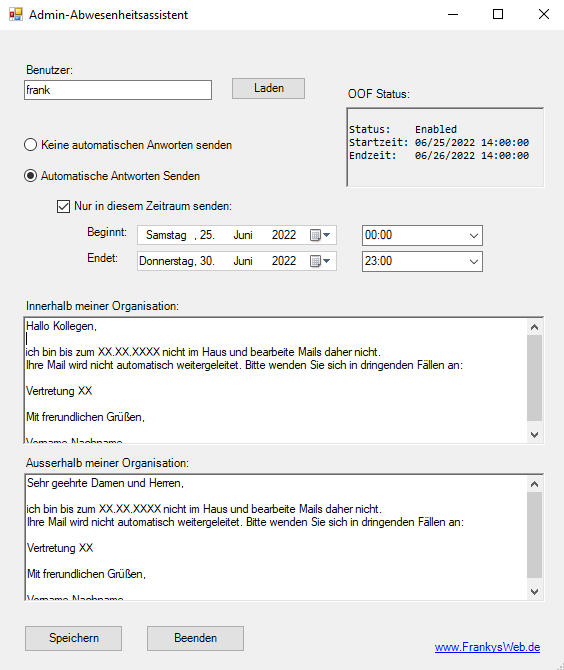 Admin-Abwesenheitsassistent
Benutzer:
frank
Laden
OOF Status:
Status: Enabled
Startzeit: 06/25/2022 14:00:00
Endzeit: 06/26/2022 14:00:00
Keine automatischen Anworten senden
Automatische Antworten Senden
Nur in diesem Zeitraum senden:
Beginnt: Samstag , 25. Juni 2022 00:00
Endet: Donnerstag, 30. Juni 2022 23:00
Innerhalb meiner Organisation:
Hallo Kollegen,
ich bin bis zum XX.XX.XXXX nicht im Haus und bearbeite Mails daher nicht.
Ihre Mail wird nicht automatisch weitergeleitet. Bitte wenden Sie sich in dringenden Fällen an:
Vertretung XX
Mit frerundlichen Grüßen,
Vorname Nachname
Ausserhalb meiner Organisation:
Sehr geehrte Damen und Herren,
ich bin bis zum XX.XX.XXXX nicht im Haus und bearbeite Mails daher nicht.
Ihre Mail wird nicht automatisch weitergeleitet. Bitte wenden Sie sich in dringenden Fällen an:
Vertretung XX
Mit frerundlichen Grüßen,
Vorname Nachname
Speichern
Beenden
www.FrankysWeb.de